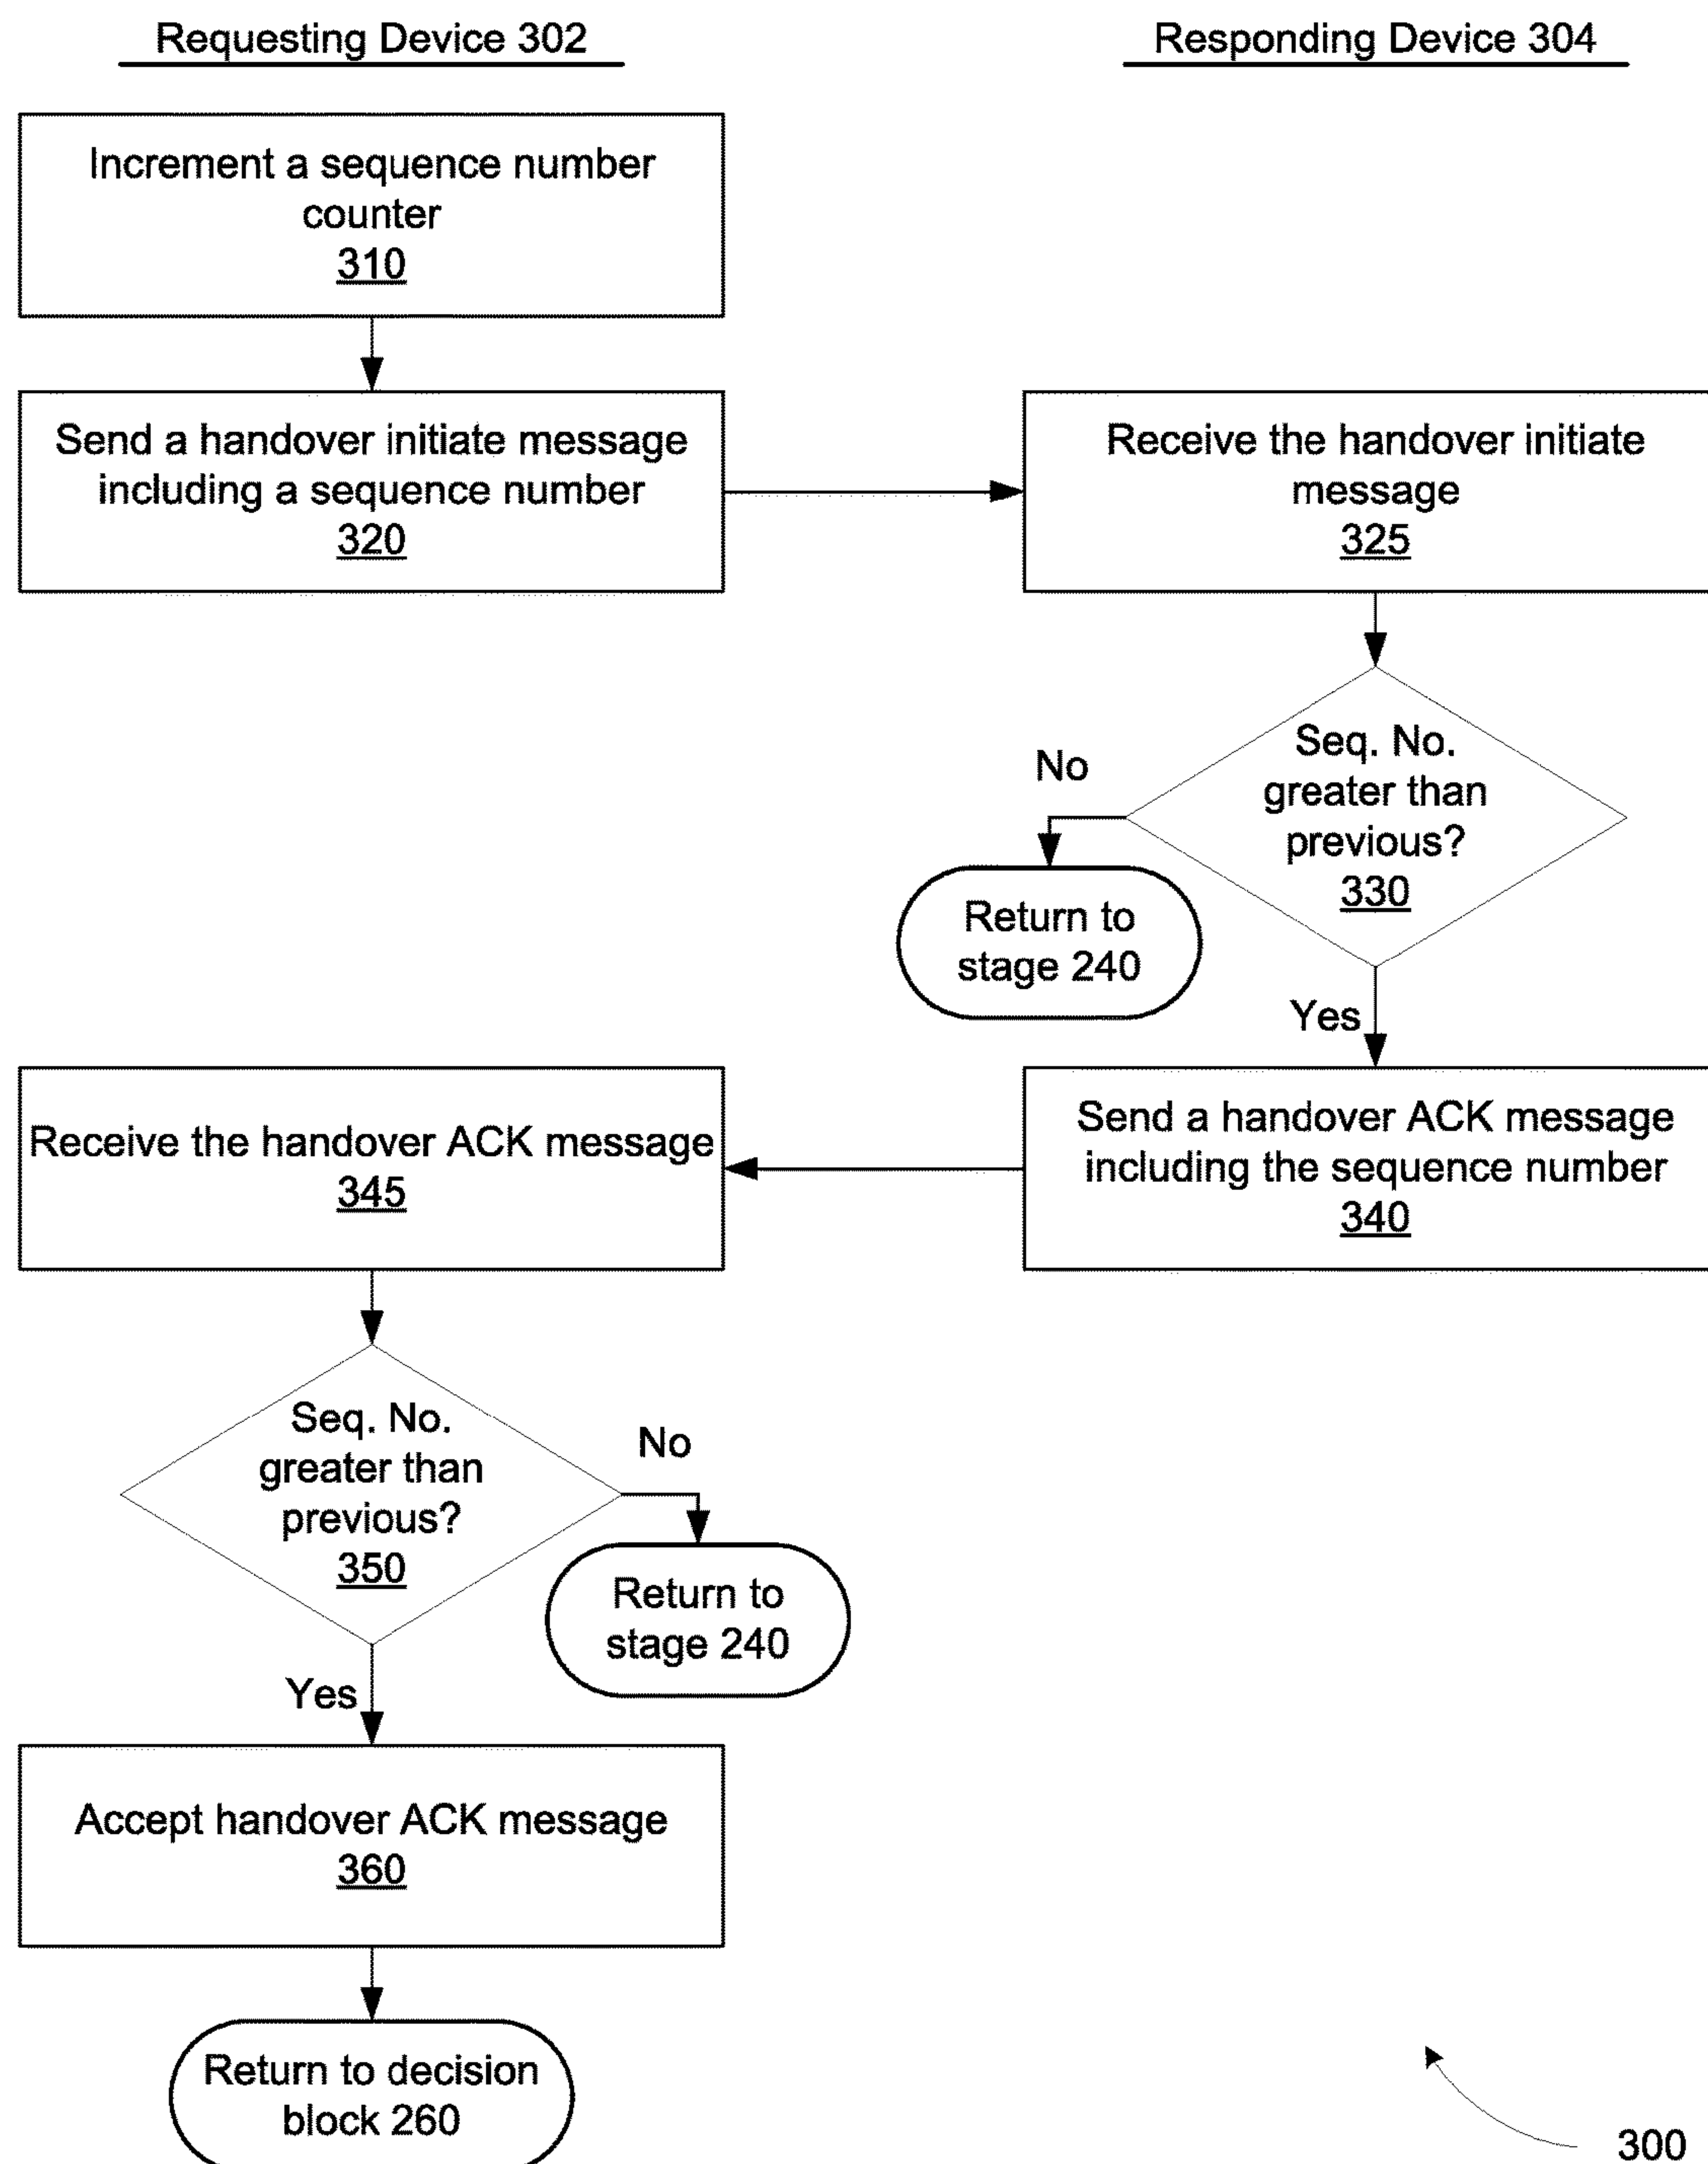 Requesting Device 302
Responding Device 304
Increment a sequence number
counter
310
Send a handover initiate message
including a sequence number
320
Receive the handover initiate
message
325
Seq. No.
greater than
previous?
330
No
Return to
stage 240
Yes
Send a handover ACK message
including the sequence number
340
Receive the handover ACK message
345
Seq. No.
greater than
previous?
350
No
Return to
stage 240
Yes
Accept handover ACK message
360
Return to decision
block 260
300